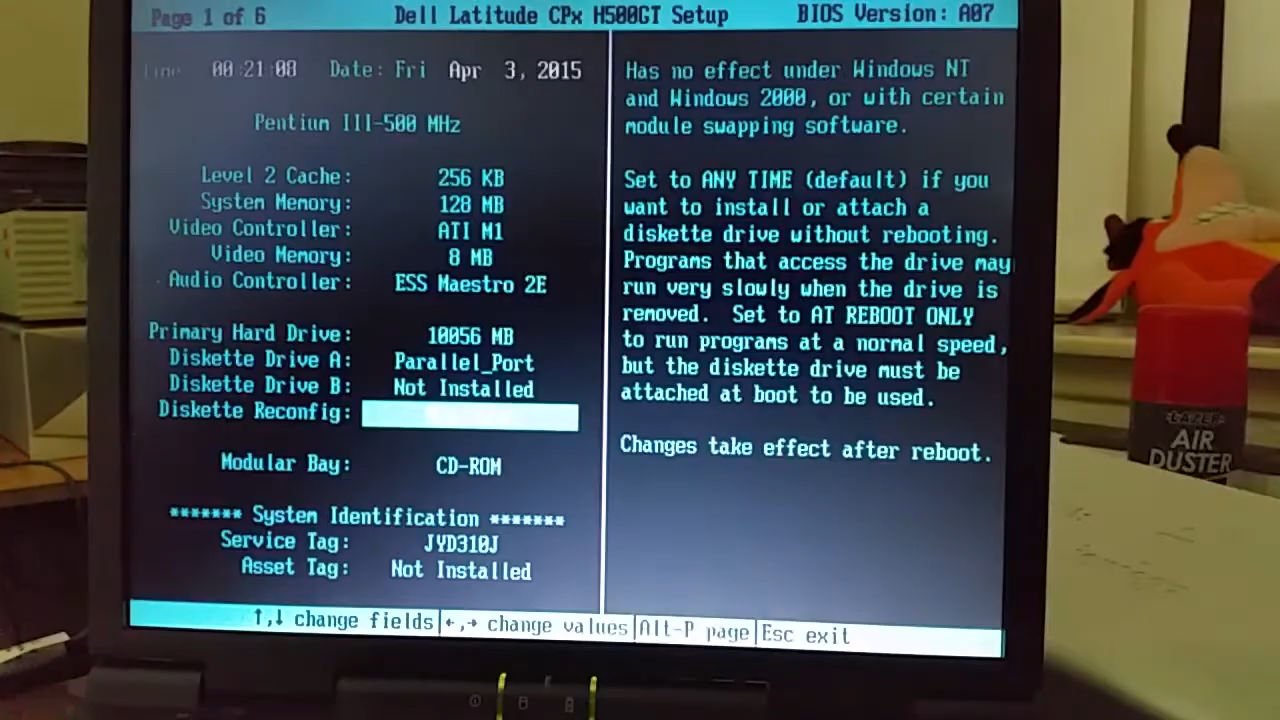 Page 1 of 6 Dell Latitude CPx H500GT Setup BIOS Version: A07
00:21:08 Date: Fri Apr 3, 2015
Pentium III-500 MHz
Level 2 Cache: 256 KB
System Memory: 128 MB
Video Controller: ATI M1
Video Memory: 8 MB
Audio Controller: ESS Maestro 2E
Primary Hard Drive: 10056 MB
Diskette Drive A: Parallel_Port
Diskette Drive B: Not Installed
Diskette Reconfig:
Modular Bay: CD-ROM
******* System Identification *******
Service Tag: JYD310J
Asset Tag: Not Installed
Has no effect under Windows NT
and Windows 2000, or with certain
module swapping software.
Set to ANY TIME (default) if you
want to install or attach a
diskette drive without rebooting.
Programs that access the drive may
run very slowly when the drive is
removed. Set to AT REBOOT ONLY
to run programs at a normal speed,
but the diskette drive must be
attached at boot to be used.
Changes take effect after reboot.
↑,↓ change fields|←,→ change values|Alt-P page|Esc exit
LAZER
AIR
DUSTER